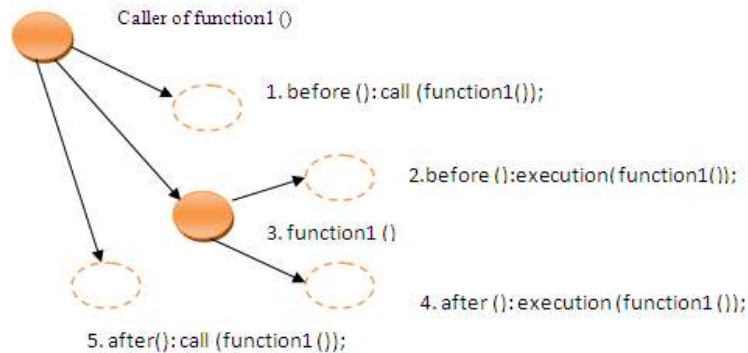 Caller of function1 ()
1. before (): call (function1());
2.before ():execution( function1());
3. function1 ()
4. after (): execution (function1 ());
5. after(): call (function1 ());